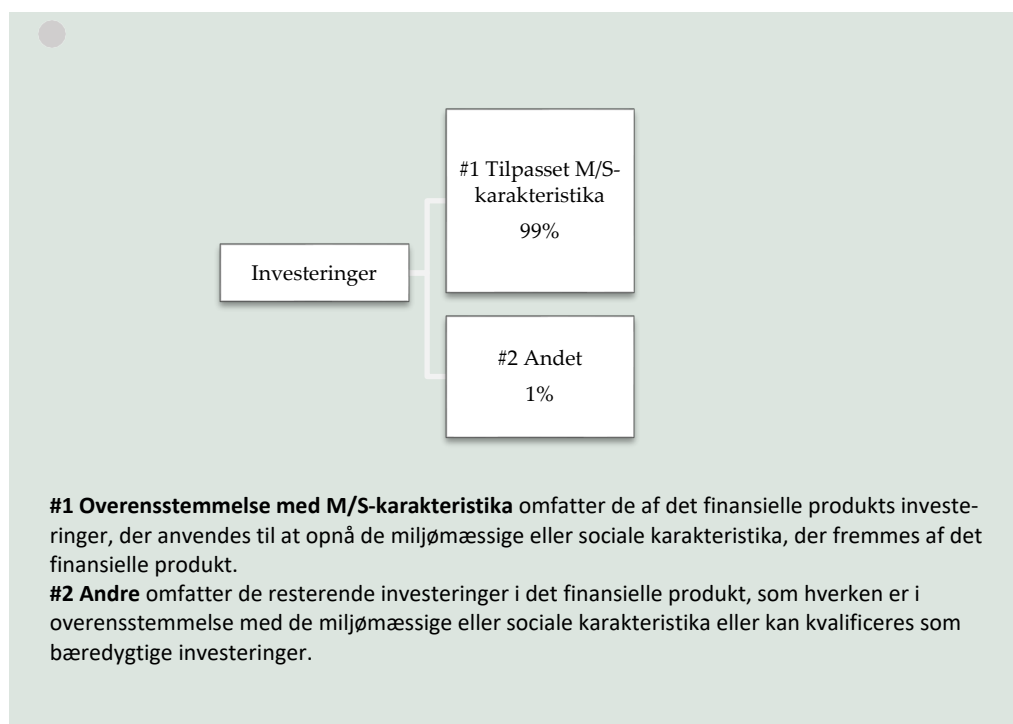 #1 Tilpasset M/S-
karakteristika
99%
Investeringer
#2 Andet
1%
#1 Overensstemmelse med M/S-karakteristika omfatter de af det finansielle produkts investe-
ringer, der anvendes til at opnå de miljømæssige eller sociale karakteristika, der fremmes af det
finansielle produkt.
#2 Andre omfatter de resterende investeringer i det finansielle produkt, som hverken er i
overensstemmelse med de miljømæssige eller sociale karakteristika eller kan kvalificeres som
bæredygtige investeringer.